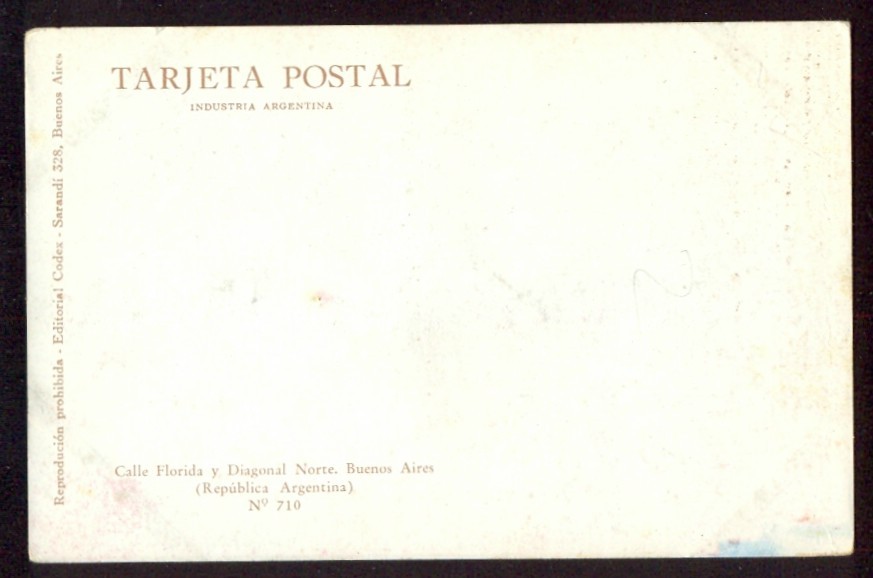 TARJETA POSTAL
INDUSTRIA ARGENTINA
Reproducción prohibida - Editorial Codex - Sarandí 328, Buenos Aires
Calle Florida y Diagonal Norte. Buenos Aires
(República Argentina)
Nº 710